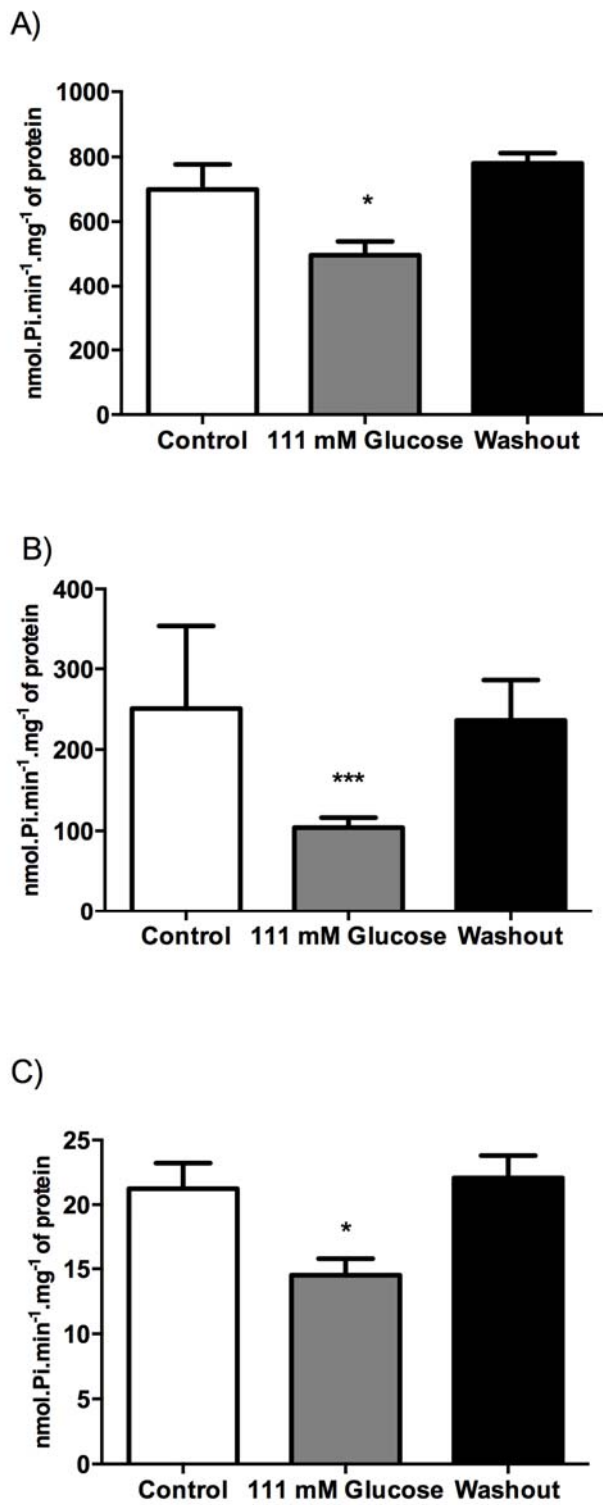 A)
nmol.Pi.min-1.mg-1 of protein
1000
800
600
400
200
0
*
Control 111 mM Glucose Washout
B)
nmol.Pi.min-1.mg-1 of protein
400
300
200
100
0
***
Control 111 mM Glucose Washout
C)
nmol.Pi.min-1.mg-1 of protein
25
20
15
10
5
0
*
Control 111 mM Glucose Washout